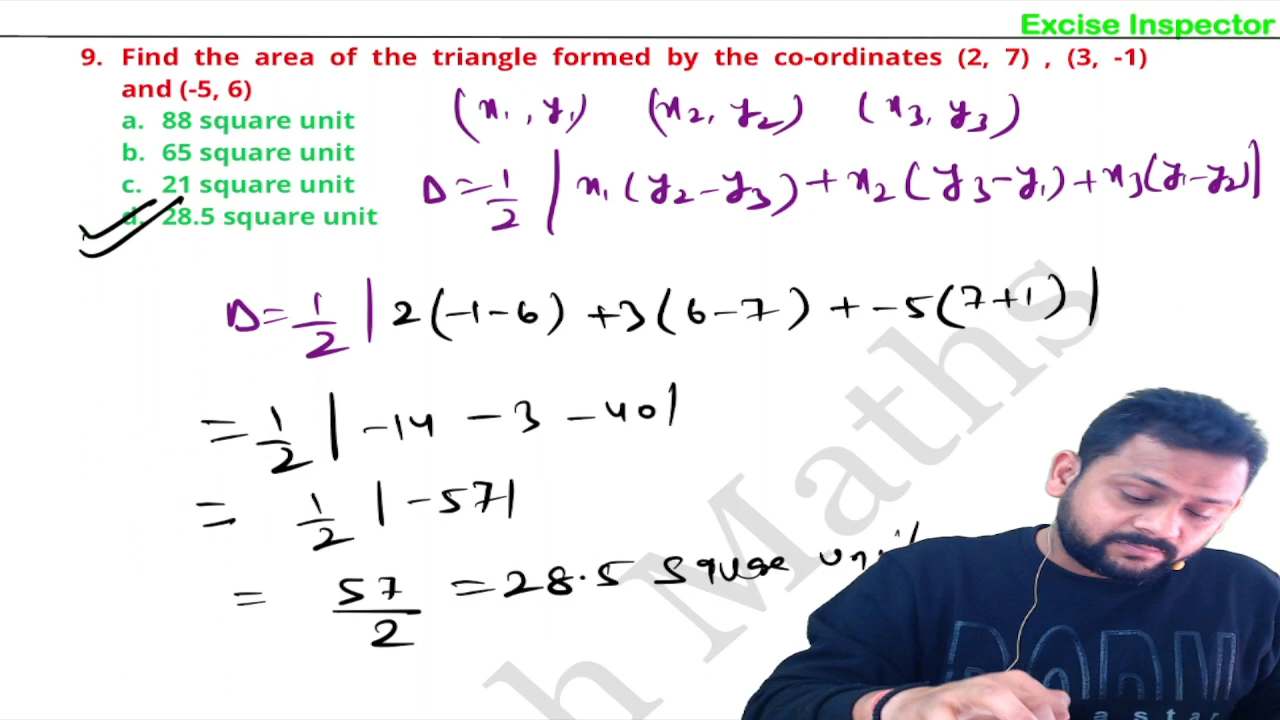 Excise Inspector
9. Find the area of the triangle formed by the co-ordinates (2, 7) , (3, -1)
and (-5, 6)
(x₁ , y₁) (x₂, y₂) (x₃, y₃)
a. 88 square unit
b. 65 square unit
c. 21 square unit
d. 28.5 square unit
Δ = 1/2 | x₁ (y₂ - y₃) + x₂ (y₃ - y₁) + x₃(y₁ - y₂) |
Δ = 1/2 | 2(-1-6) +3(6-7) + -5(7+1) |
= 1/2 | -14 -3 -40 |
= 1/2 | -57 |
= 57/2 = 28.5
Maths